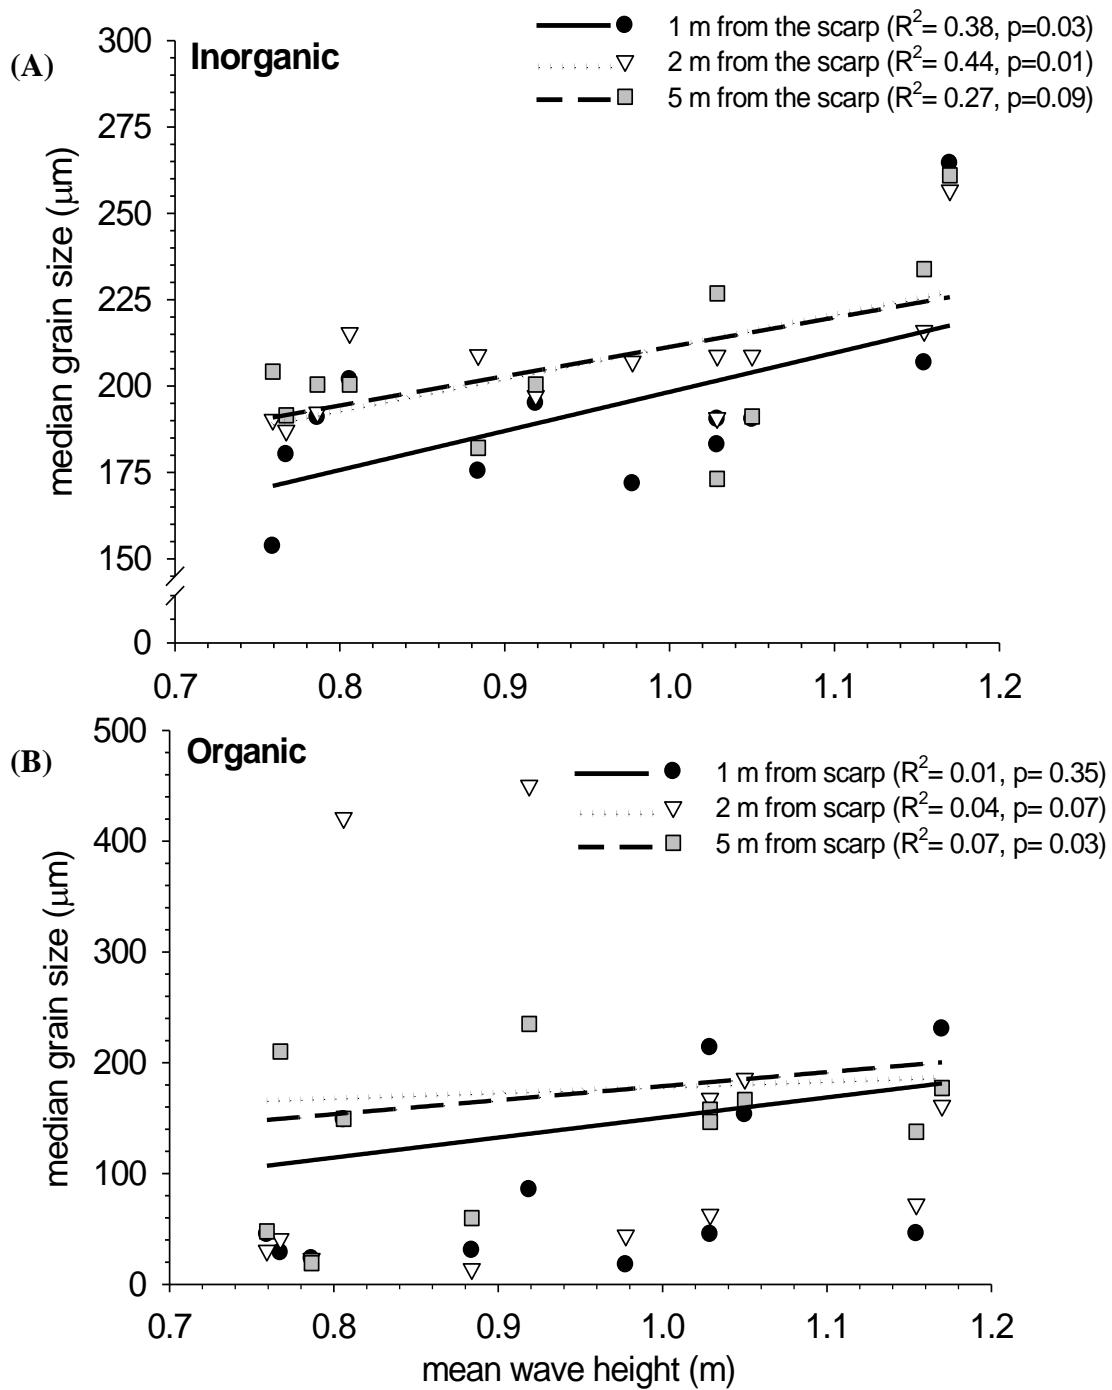 (A)
Inorganic
1 m from the scarp (R²= 0.38, p=0.03)
2 m from the scarp (R²= 0.44, p=0.01)
5 m from the scarp (R²= 0.27, p=0.09)
median grain size (µm)
300
275
250
225
200
175
150
0
0.7 0.8 0.9 1.0 1.1 1.2
(B)
Organic
1 m from scarp (R²= 0.01, p= 0.35)
2 m from scarp (R²= 0.04, p= 0.07)
5 m from scarp (R²= 0.07, p= 0.03)
median grain size (µm)
500
400
300
200
100
0
0.7 0.8 0.9 1.0 1.1 1.2
mean wave height (m)